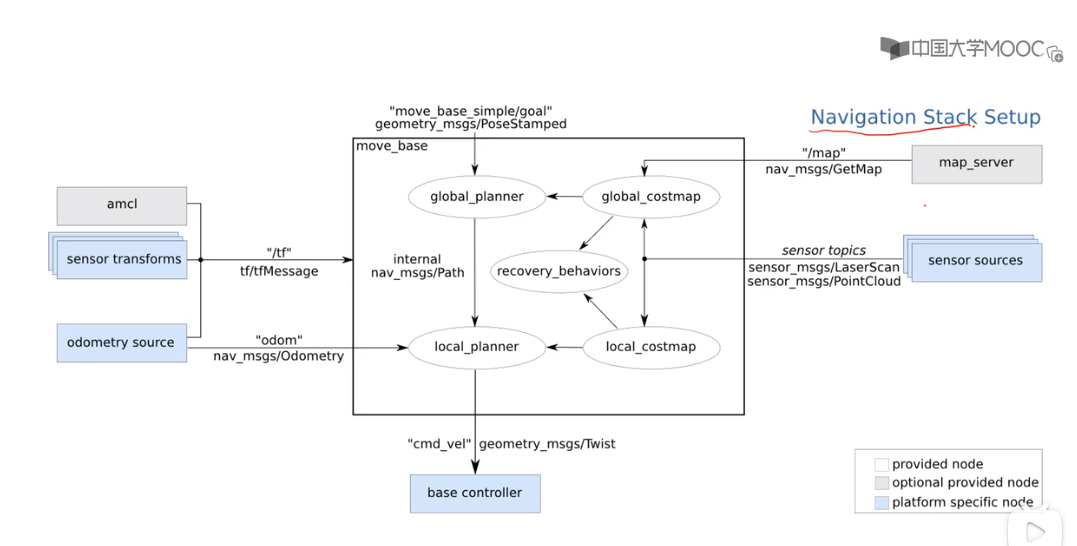 中国大学MOOC
"move_base_simple/goal"
geometry_msgs/PoseStamped
Navigation Stack Setup
move_base
"/map"
nav_msgs/GetMap
map_server
global_planner
global_costmap
amcl
sensor transforms
"/tf"
tf/tfMessage
internal
nav_msgs/Path
recovery_behaviors
sensor topics
sensor_msgs/LaserScan
sensor_msgs/PointCloud
sensor sources
odometry source
"odom"
nav_msgs/Odometry
local_planner
local_costmap
"cmd_vel" geometry_msgs/Twist
base controller
provided node
optional provided node
platform specific node